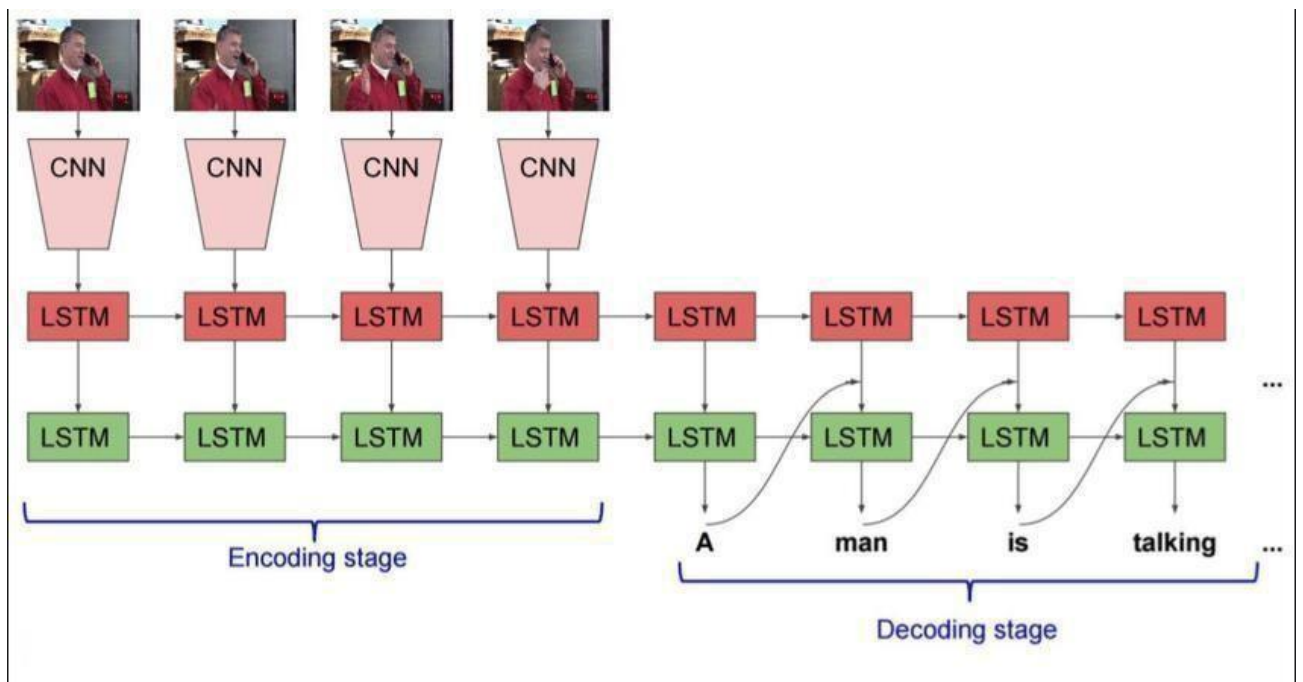 CNN CNN CNN CNN
LSTM LSTM LSTM LSTM LSTM LSTM LSTM LSTM
...
LSTM LSTM LSTM LSTM LSTM LSTM LSTM LSTM
A man is talking ...
Encoding stage
Decoding stage